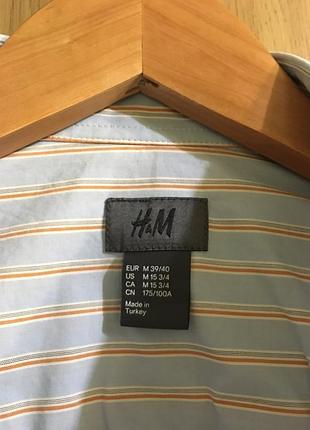 H&M
EUR M 39/40
US M 15 3/4
CA M 15 3/4
CN 175/100A
Made in
Turkey